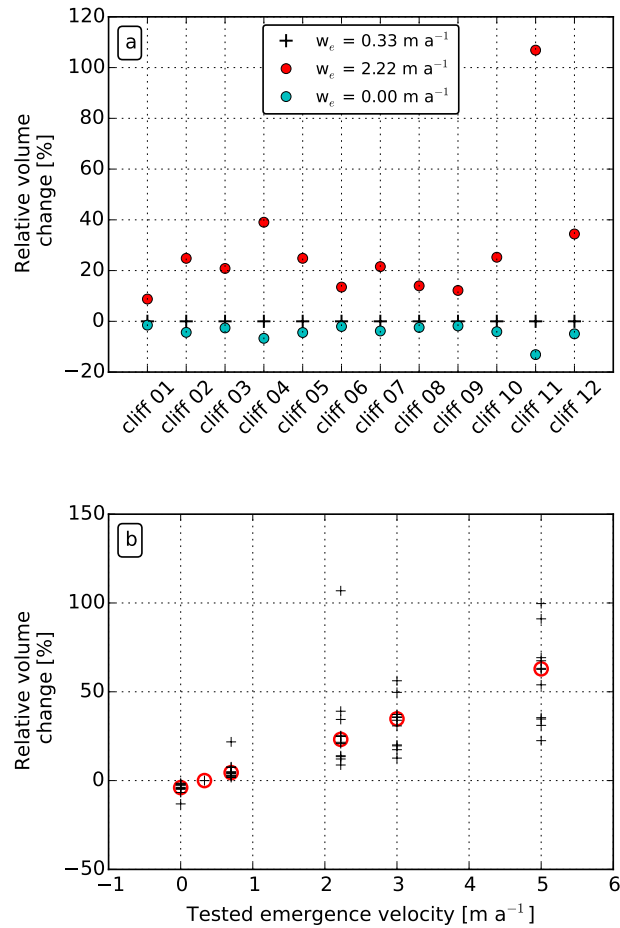 a
w_e = 0.33 m a⁻¹
w_e = 2.22 m a⁻¹
w_e = 0.00 m a⁻¹
120
100
80
60
40
20
0
−20
Relative volume
change [%]
cliff 01 cliff 02 cliff 03 cliff 04 cliff 05 cliff 06 cliff 07 cliff 08 cliff 09 cliff 10 cliff 11 cliff 12
b
150
100
50
0
−50
Relative volume
change [%]
−1 0 1 2 3 4 5 6
Tested emergence velocity [m a⁻¹]